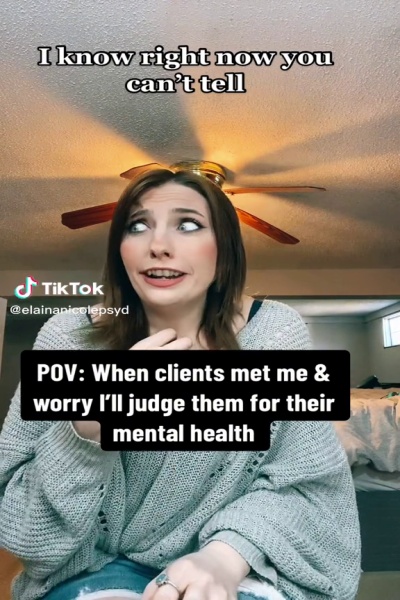 I know right now you
can't tell
TikTok
@elainanicolepsyd
POV: When clients met me &
worry I'll judge them for their
mental health